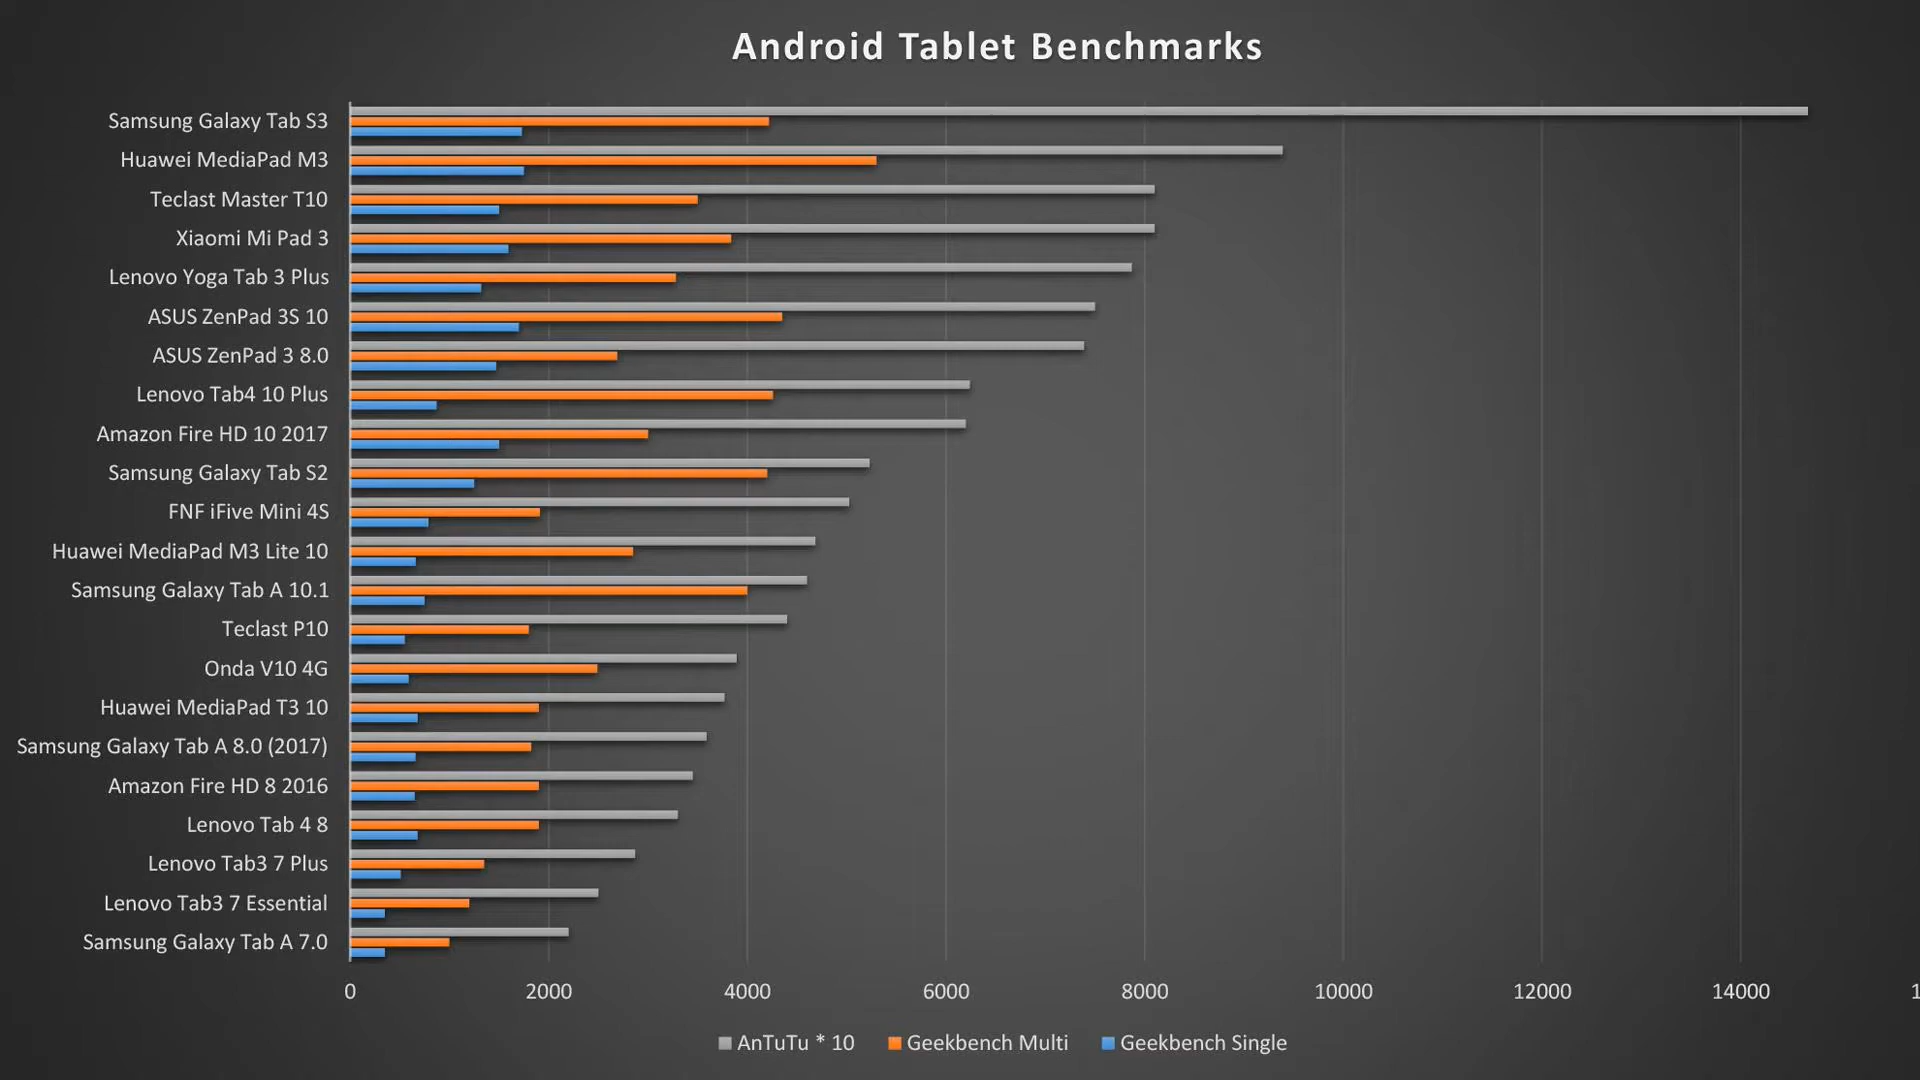 Android Tablet Benchmarks
Samsung Galaxy Tab S3
Huawei MediaPad M3
Teclast Master T10
Xiaomi Mi Pad 3
Lenovo Yoga Tab 3 Plus
ASUS ZenPad 3S 10
ASUS ZenPad 3 8.0
Lenovo Tab4 10 Plus
Amazon Fire HD 10 2017
Samsung Galaxy Tab S2
FNF iFive Mini 4S
Huawei MediaPad M3 Lite 10
Samsung Galaxy Tab A 10.1
Teclast P10
Onda V10 4G
Huawei MediaPad T3 10
Samsung Galaxy Tab A 8.0 (2017)
Amazon Fire HD 8 2016
Lenovo Tab 4 8
Lenovo Tab3 7 Plus
Lenovo Tab3 7 Essential
Samsung Galaxy Tab A 7.0
0 2000 4000 6000 8000 10000 12000 14000
AnTuTu * 10 Geekbench Multi Geekbench Single